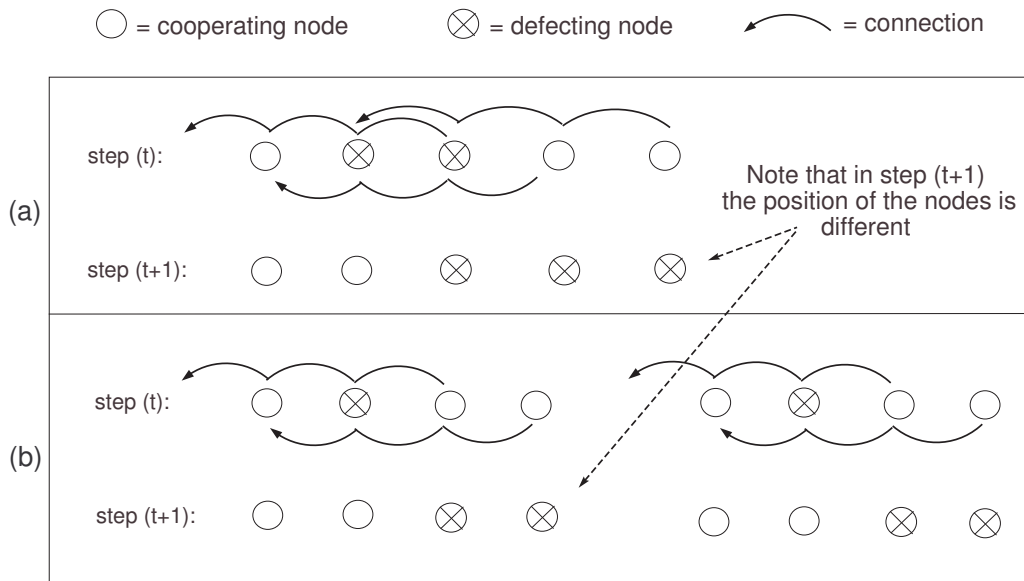 = cooperating node
= defecting node
= connection
step (t):
(a)
Note that in step (t+1)
the position of the nodes is
different
step (t+1):
step (t):
(b)
step (t+1):